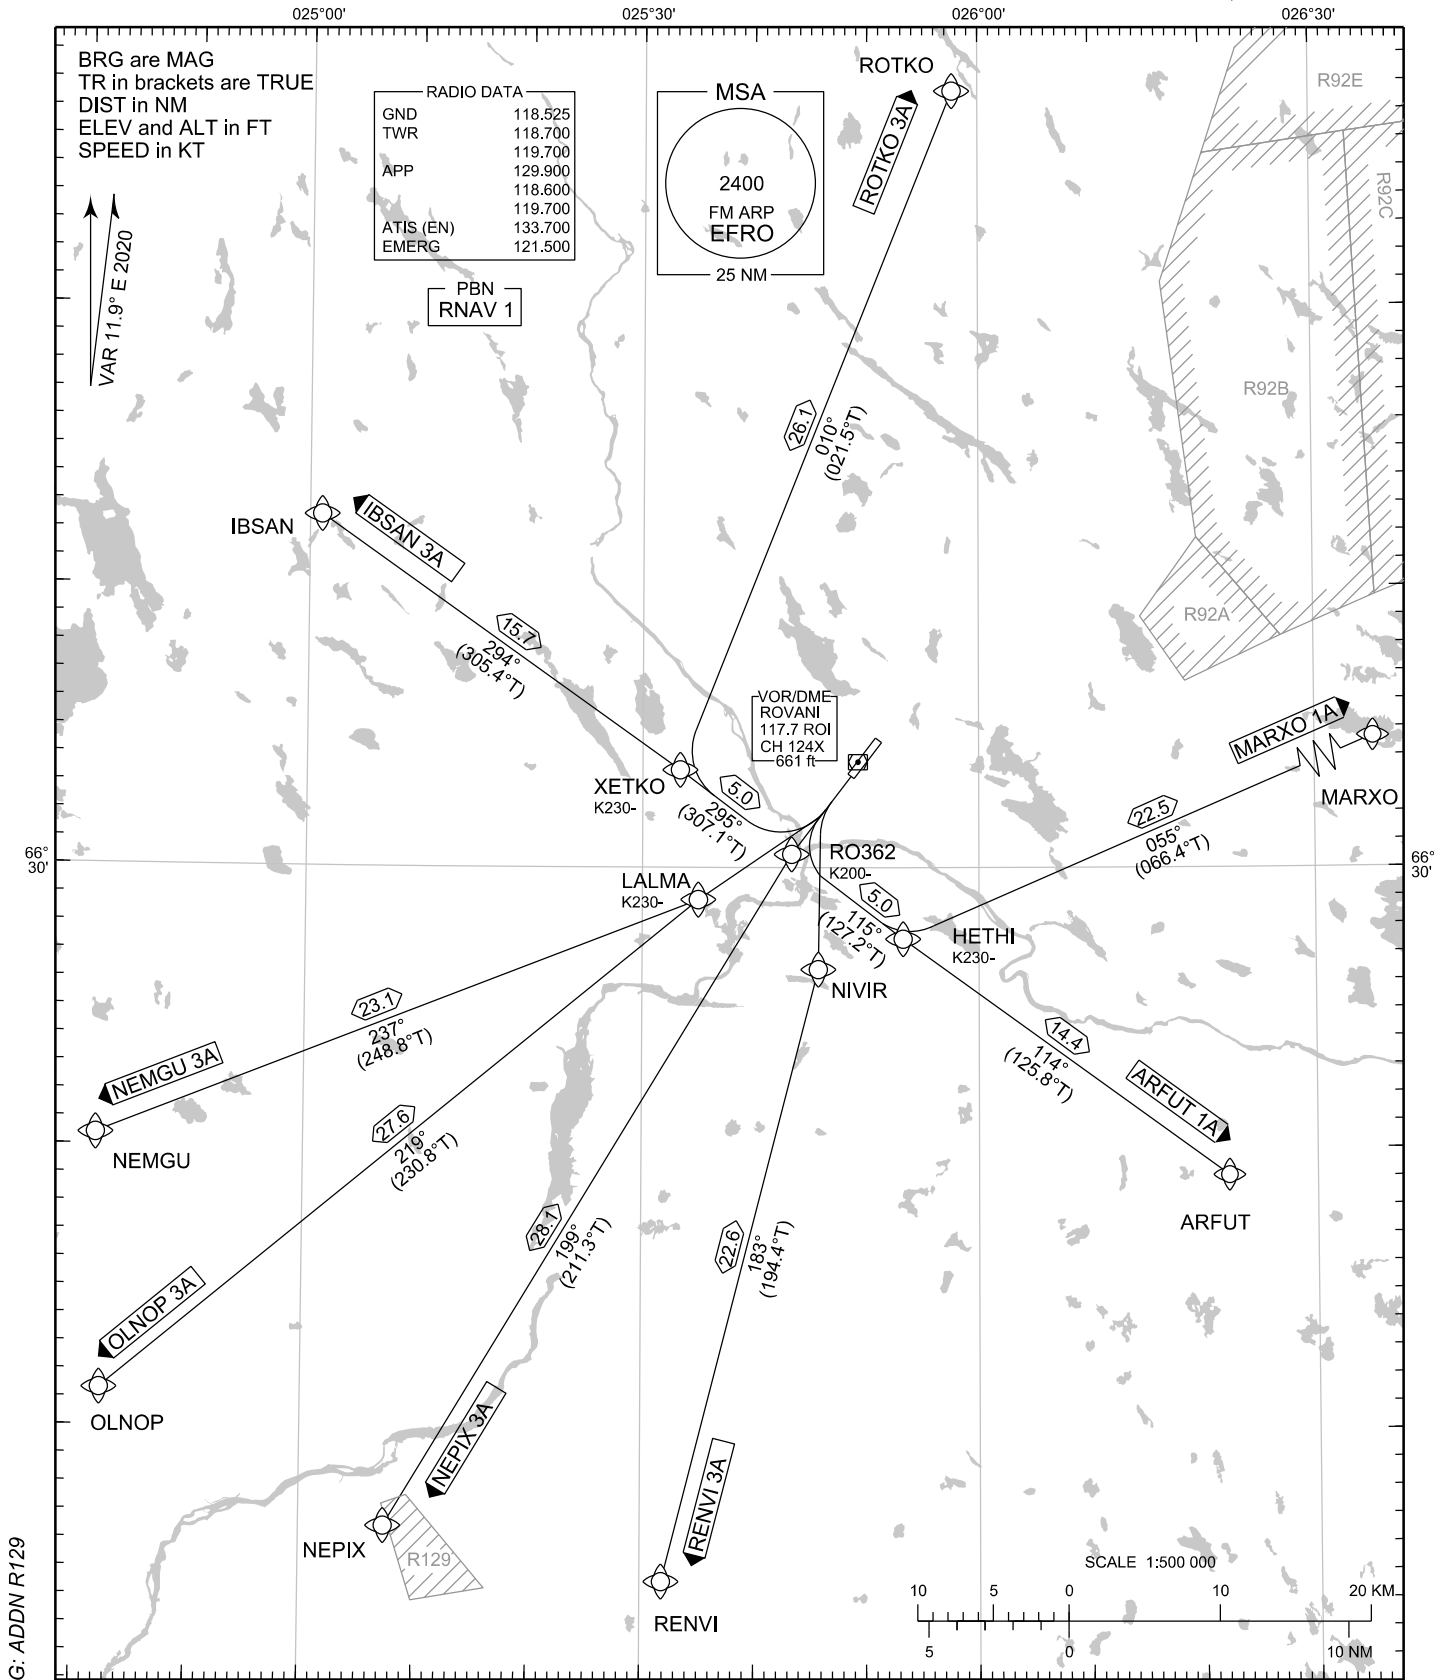 025°00'
025°30'
026°00'
026°30'
BRG are MAG
TR in brackets are TRUE
DIST in NM
ELEV and ALT in FT
SPEED in KT
VAR 11.9° E 2020
RADIO DATA
GND 118.525
TWR 118.700
119.700
APP 129.900
118.600
119.700
ATIS (EN) 133.700
EMERG 121.500
PBN
RNAV 1
MSA
2400
FM ARP
EFRO
25 NM
ROTKO
ROTKO 3A
R92E
R92C
R92B
R92A
26.1
010°
(021.5°T)
IBSAN
IBSAN 3A
15.7
294°
(305.4°T)
VOR/DME
ROVANI
117.7 ROI
CH 124X
661 ft
MARXO 1A
MARXO
XETKO
K230-
5.0
295°
(307.1°T)
22.5
055°
(066.4°T)
66°
30'
66°
30'
RO362
K200-
LALMA
K230-
5.0
115°
(127.2°T)
HETHI
K230-
NIVIR
23.1
237°
(248.8°T)
NEMGU 3A
NEMGU
14.4
114°
(125.8°T)
ARFUT 1A
ARFUT
27.6
219°
(230.8°T)
28.1
199°
(211.3°T)
22.6
183°
(194.4°T)
OLNOP 3A
OLNOP
NEPIX 3A
NEPIX
R129
RENVI 3A
RENVI
SCALE 1:500 000
10 5 0 10 20 KM
5 0 10 NM
G: ADDN R129